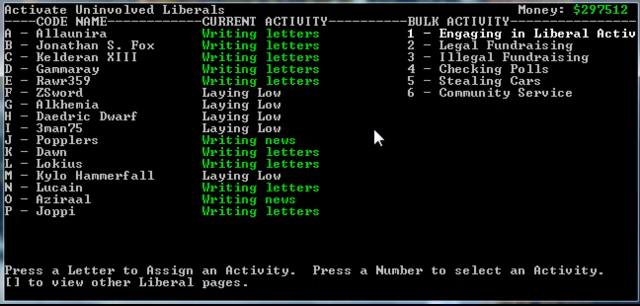 Activate Uninvolved Liberals Money: $297512
-----CODE NAME------------CURRENT ACTIVITY----------BULK ACTIVITY---------------
A - Allaunira Writing letters 1 - Engaging in Liberal Activ
B - Jonathan S. Fox Writing letters 2 - Legal Fundraising
C - Kelderan XIII Writing letters 3 - Illegal Fundraising
D - Gammaray Writing letters 4 - Checking Polls
E - Rawr359 Writing letters 5 - Stealing Cars
F - ZSword Laying Low 6 - Community Service
G - Alkhemia Laying Low
H - Daedric Dwarf Laying Low
I - 3man75 Laying Low
J - Popplers Writing news
K - Dawn Writing letters
L - Lokius Writing letters
M - Kylo Hammerfall Laying Low
N - Lucain Writing letters
O - Aziraal Writing news
P - Joppi Writing letters
Press a Letter to Assign an Activity. Press a Number to select an Activity.
[] to view other Liberal pages.